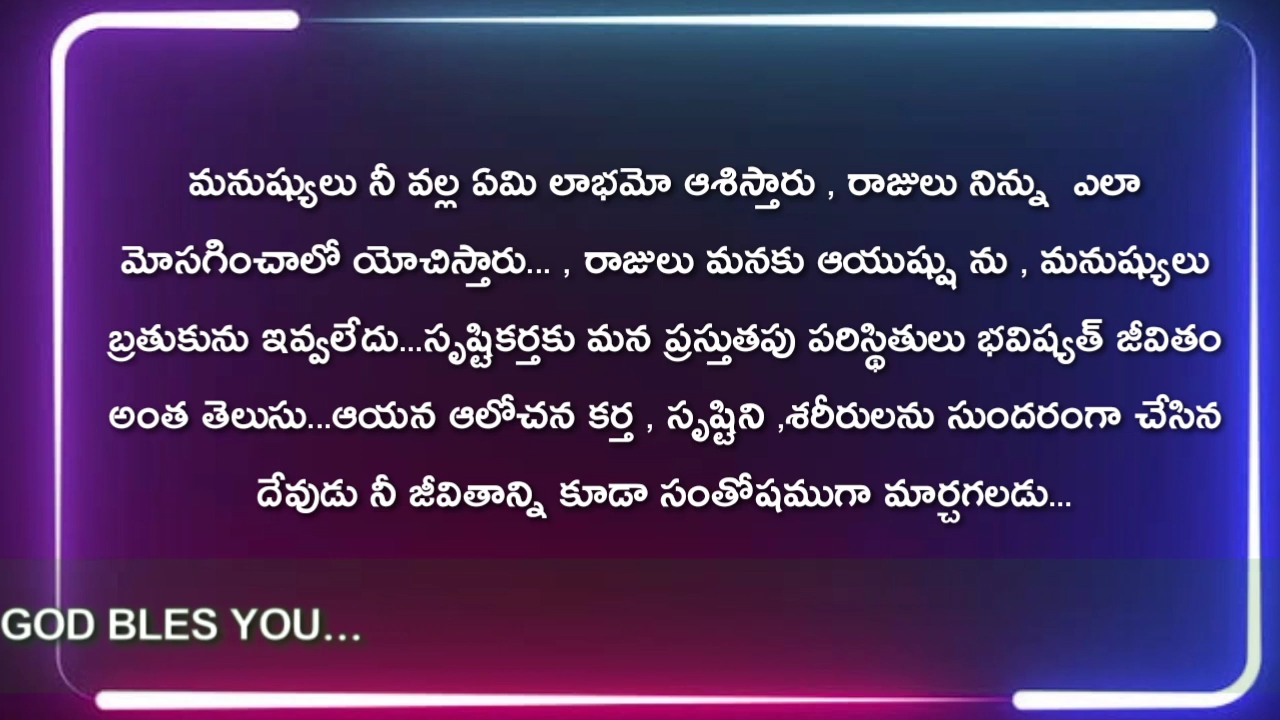 మనుష్యులు నీ వల్ల ఏమి లాభమో ఆశిస్తారు , రాజులు నిన్ను  ఎలా
మోసగించాలో యోచిస్తారు... , రాజులు మనకు ఆయుష్షు ను , మనుష్యులు
బ్రతుకును ఇవ్వలేదు...సృష్టికర్తకు మన ప్రస్తుతపు పరిస్థితులు భవిష్యత్ జీవితం
అంత తెలుసు...ఆయన ఆలోచన కర్త , సృష్టిని ,శరీరులను సుందరంగా చేసిన
దేవుడు నీ జీవితాన్ని కూడా సంతోషముగా మార్చగలడు...
GOD BLES YOU...